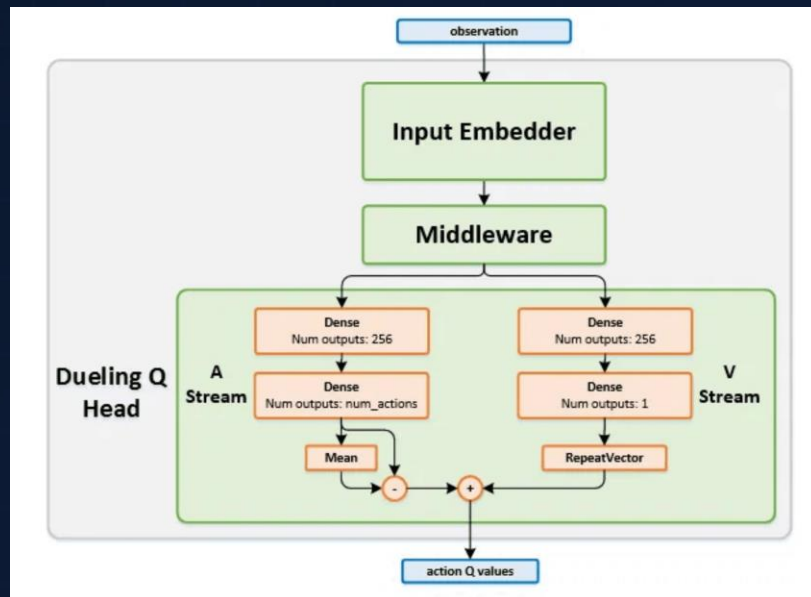 observation
Input Embedder
Middleware
Dueling Q
Head
A
Stream
Dense
Num outputs: 256
Dense
Num outputs: num_actions
Mean
-
+
Dense
Num outputs: 256
Dense
Num outputs: 1
RepeatVector
V
Stream
action Q values